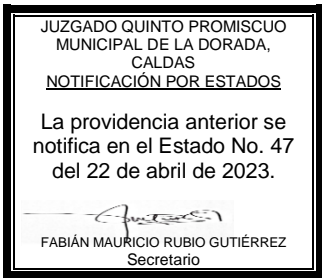 JUZGADO QUINTO PROMISCUO
MUNICIPAL DE LA DORADA,
CALDAS
NOTIFICACIÓN POR ESTADOS
La providencia anterior se
notifica en el Estado No. 47
del 22 de abril de 2023.
FABIÁN MAURICIO RUBIO GUTIÉRREZ
Secretario